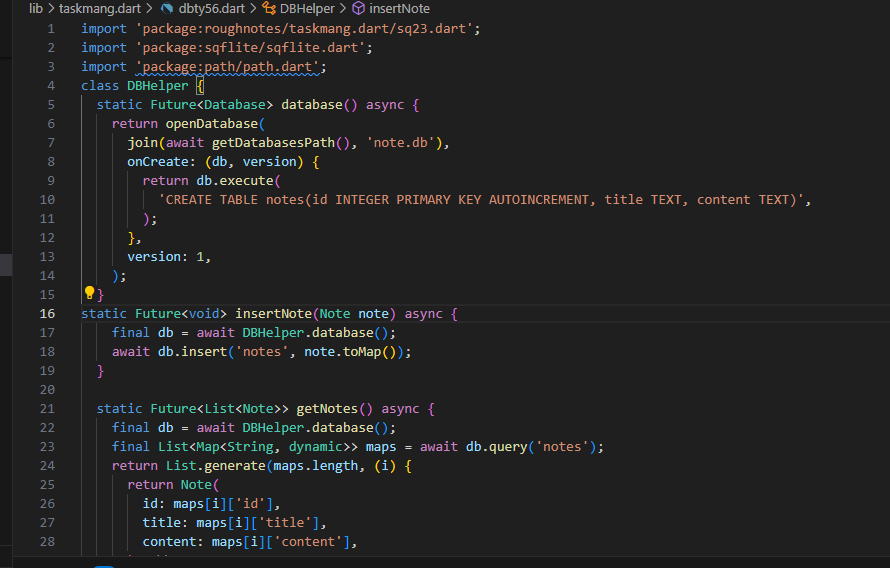 lib > taskmang.dart > dbty56.dart > DBHelper > insertNote
1 import 'package:roughnotes/taskmang.dart/sq23.dart';
2 import 'package:sqflite/sqflite.dart';
3 import 'package:path/path.dart';
4 class DBHelper {
5 static Future<Database> database() async {
6 return openDatabase(
7 join(await getDatabasesPath(), 'note.db'),
8 onCreate: (db, version) {
9 return db.execute(
10 'CREATE TABLE notes(id INTEGER PRIMARY KEY AUTOINCREMENT, title TEXT, content TEXT)',
11 );
12 },
13 version: 1,
14 );
15 }
16 static Future<void> insertNote(Note note) async {
17 final db = await DBHelper.database();
18 await db.insert('notes', note.toMap());
19 }
20
21 static Future<List<Note>> getNotes() async {
22 final db = await DBHelper.database();
23 final List<Map<String, dynamic>> maps = await db.query('notes');
24 return List.generate(maps.length, (i) {
25 return Note(
26 id: maps[i]['id'],
27 title: maps[i]['title'],
28 content: maps[i]['content'],